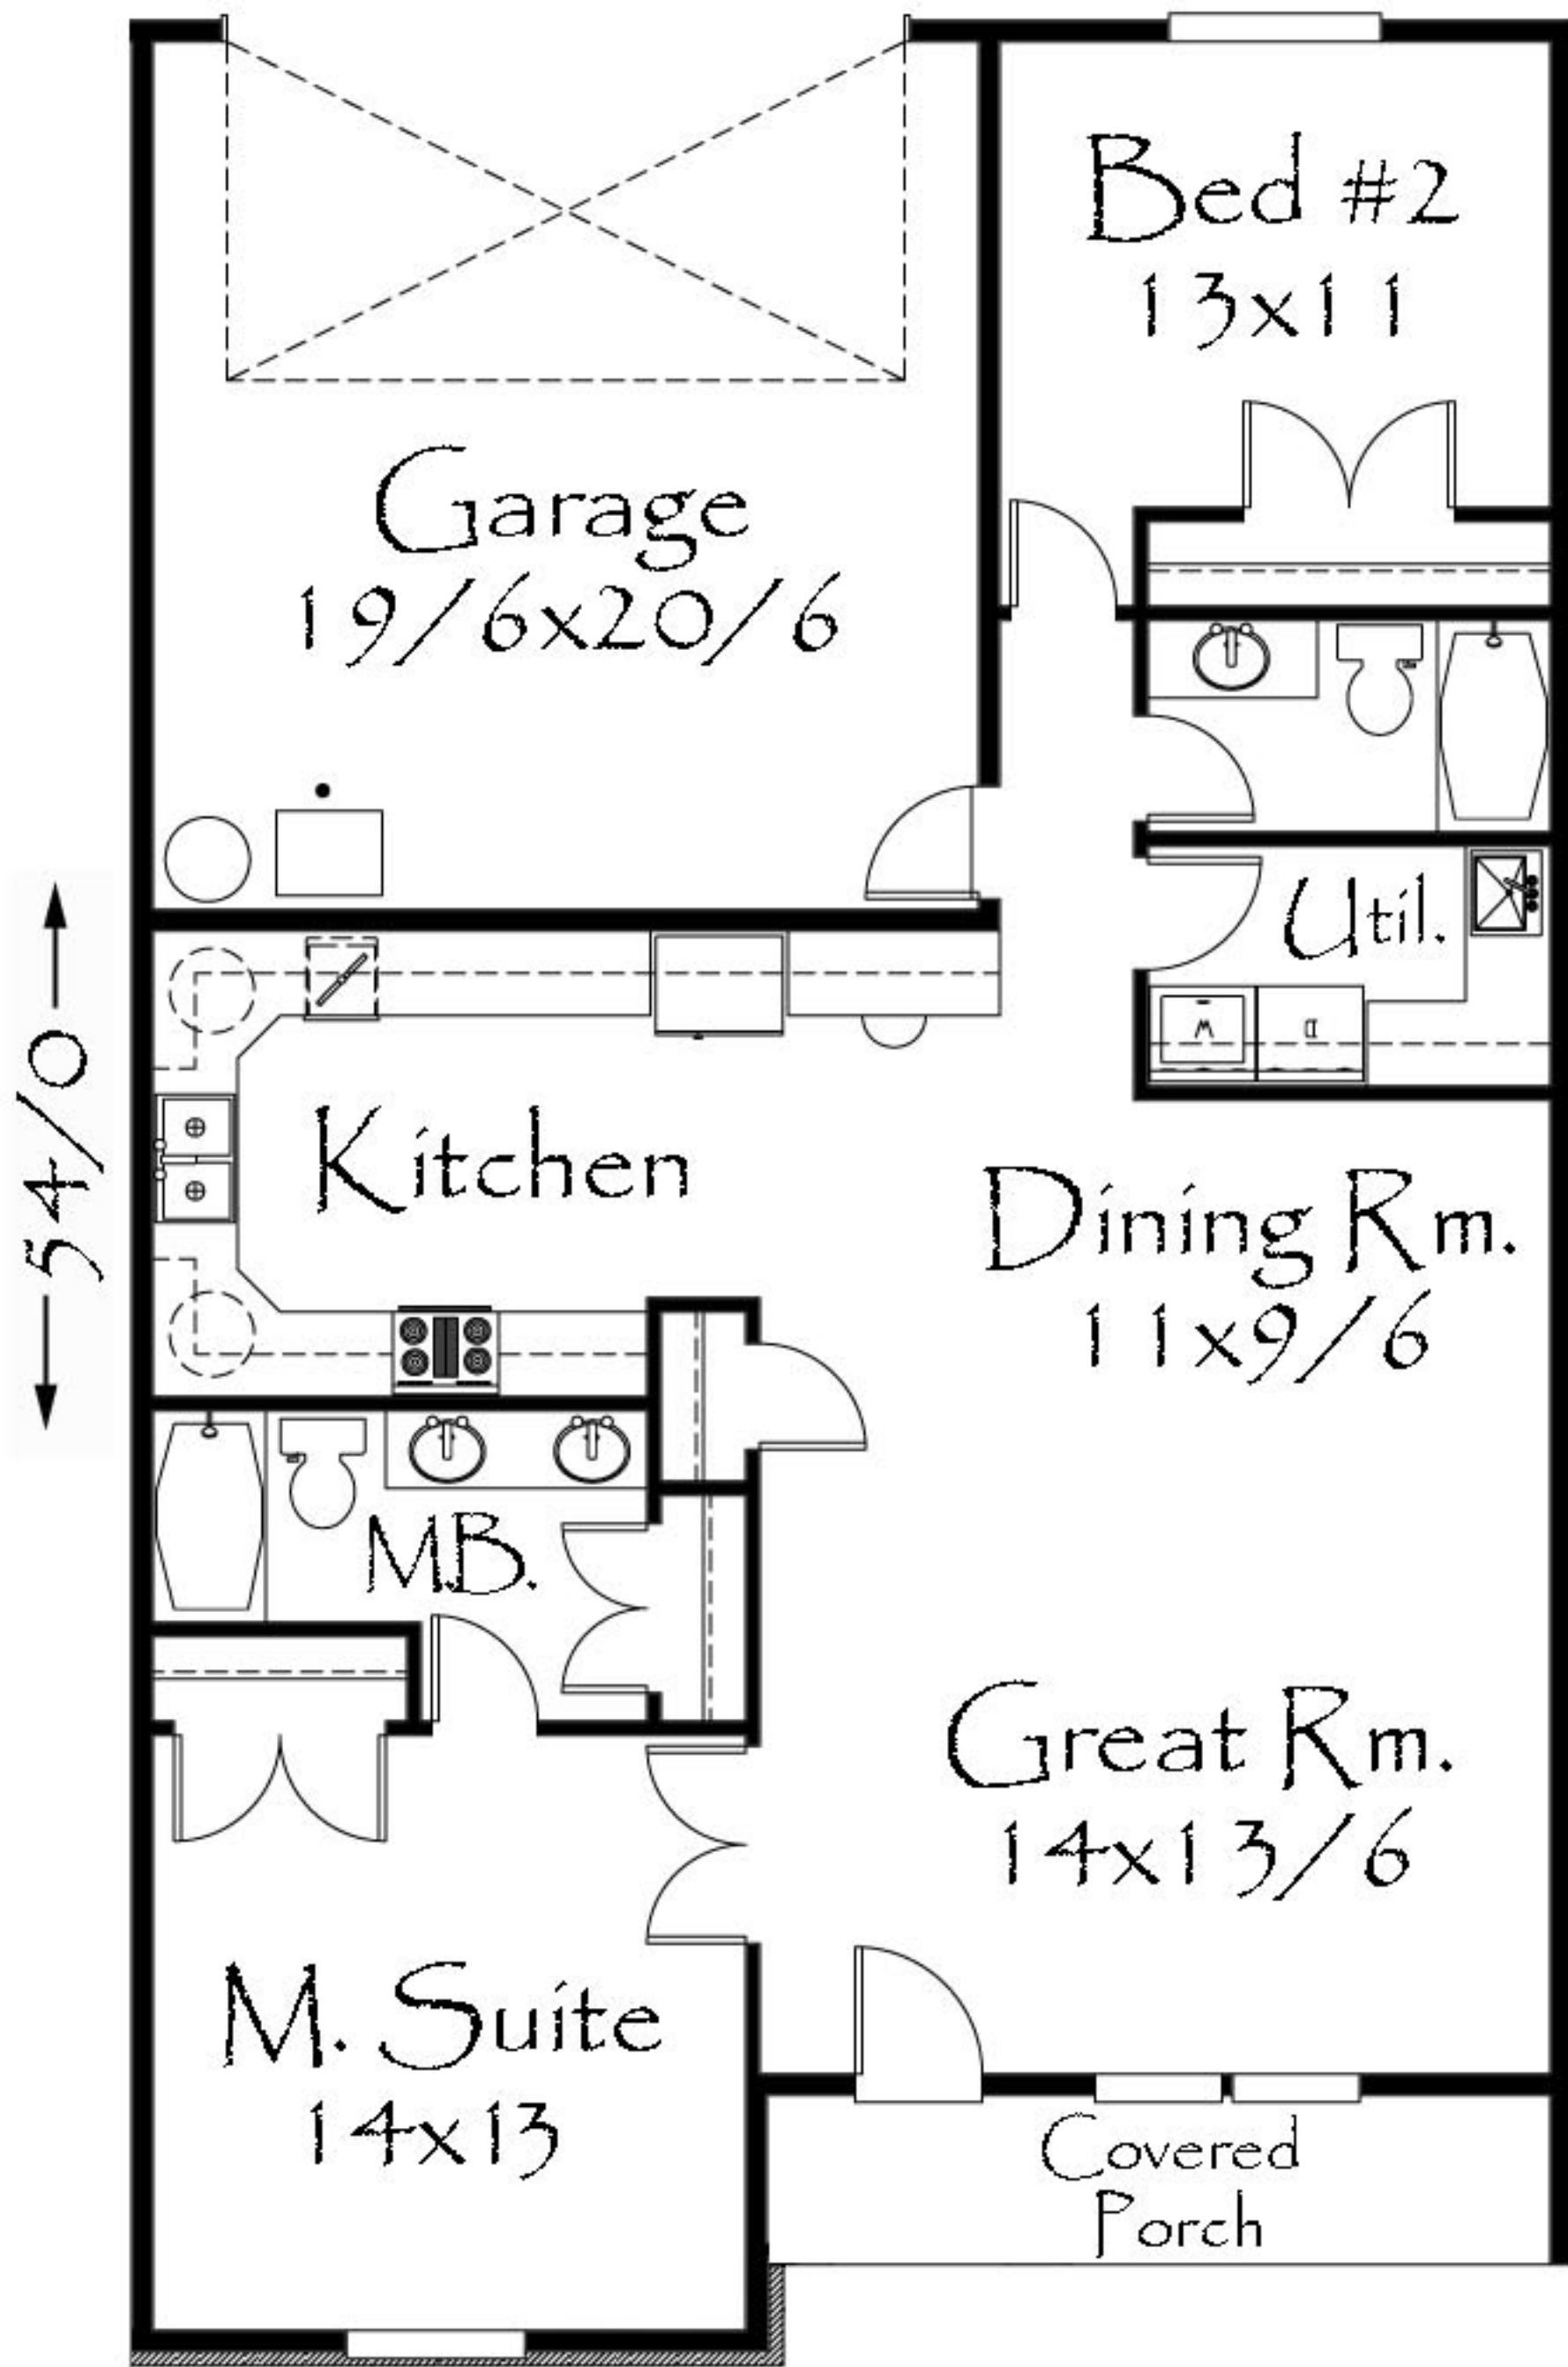 Bed #2
13x11
Garage
19/6x20/6
Util.
W
D
54/0
Kitchen
Dining Rm.
11x9/6
M.B.
Great Rm.
14x13/6
M. Suite
14x13
Covered
Porch